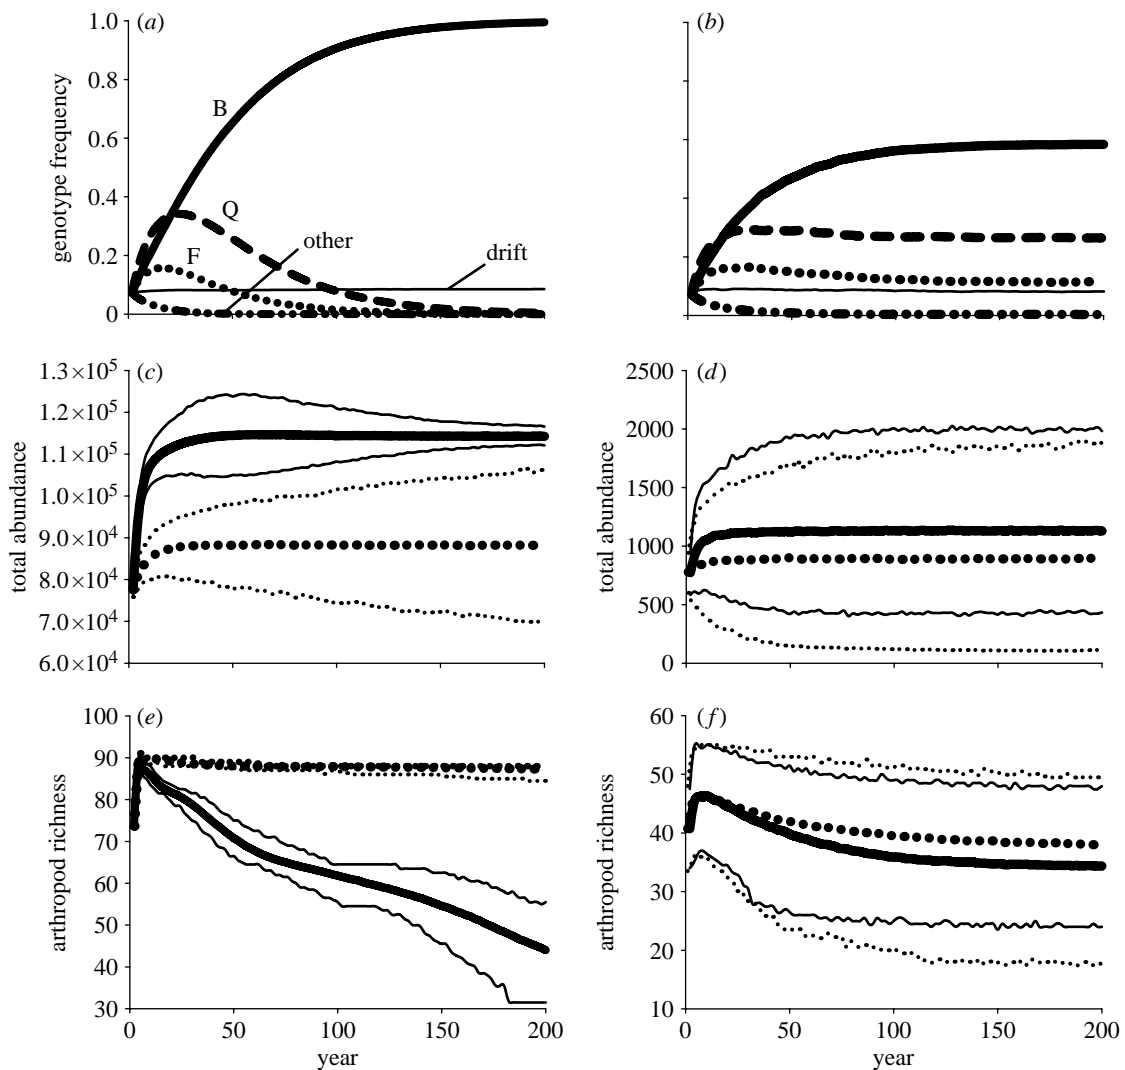 (a)
1.0
0.8
0.6
0.4
0.2
0
genotype frequency
B
Q
F
other
drift
(b)
(c)
1.3×10⁵
1.2×10⁵
1.1×10⁵
1.0×10⁵
9.0×10⁴
8.0×10⁴
7.0×10⁴
6.0×10⁴
total abundance
(d)
2500
2000
1500
1000
500
0
total abundance
(e)
100
90
80
70
60
50
40
30
arthropod richness
0 50 100 150 200
year
(f)
60
50
40
30
20
10
arthropod richness
0 50 100 150 200
year